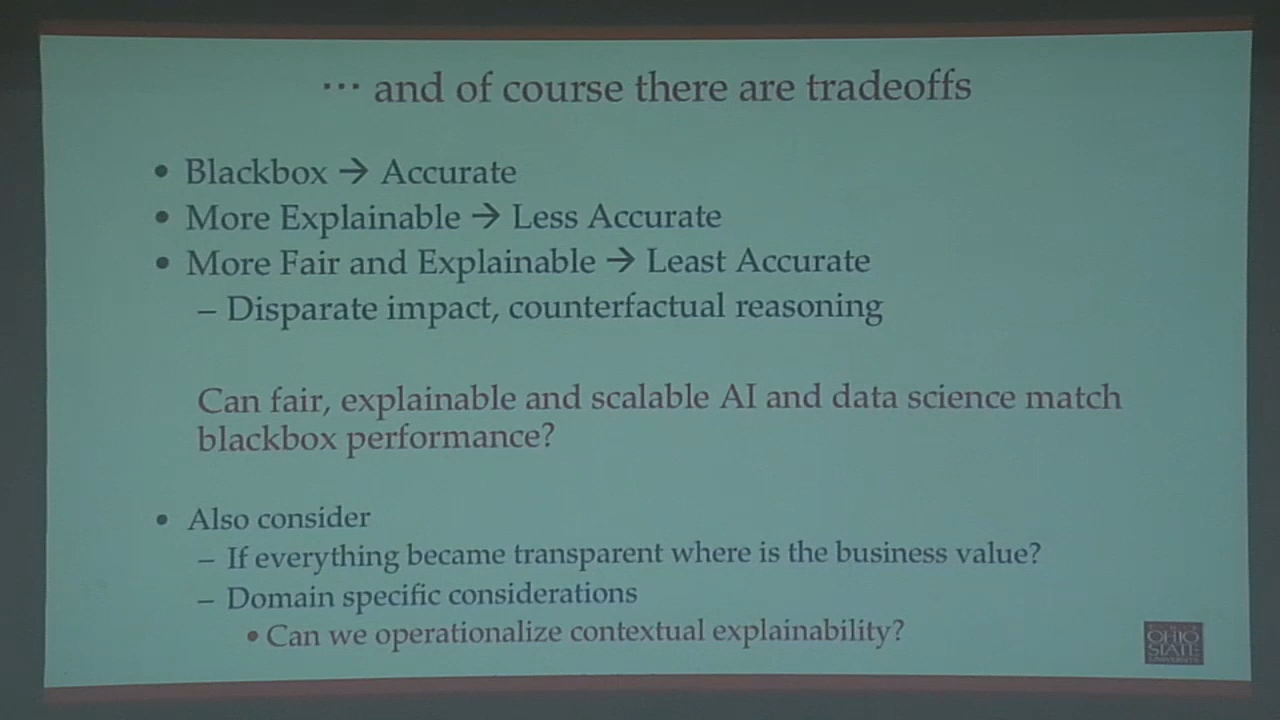 ··· and of course there are tradeoffs
• Blackbox → Accurate
• More Explainable → Less Accurate
• More Fair and Explainable → Least Accurate
– Disparate impact, counterfactual reasoning
Can fair, explainable and scalable AI and data science match
blackbox performance?
• Also consider
– If everything became transparent where is the business value?
– Domain specific considerations
• Can we operationalize contextual explainability?
OHIO
STATE
UNIVERSITY